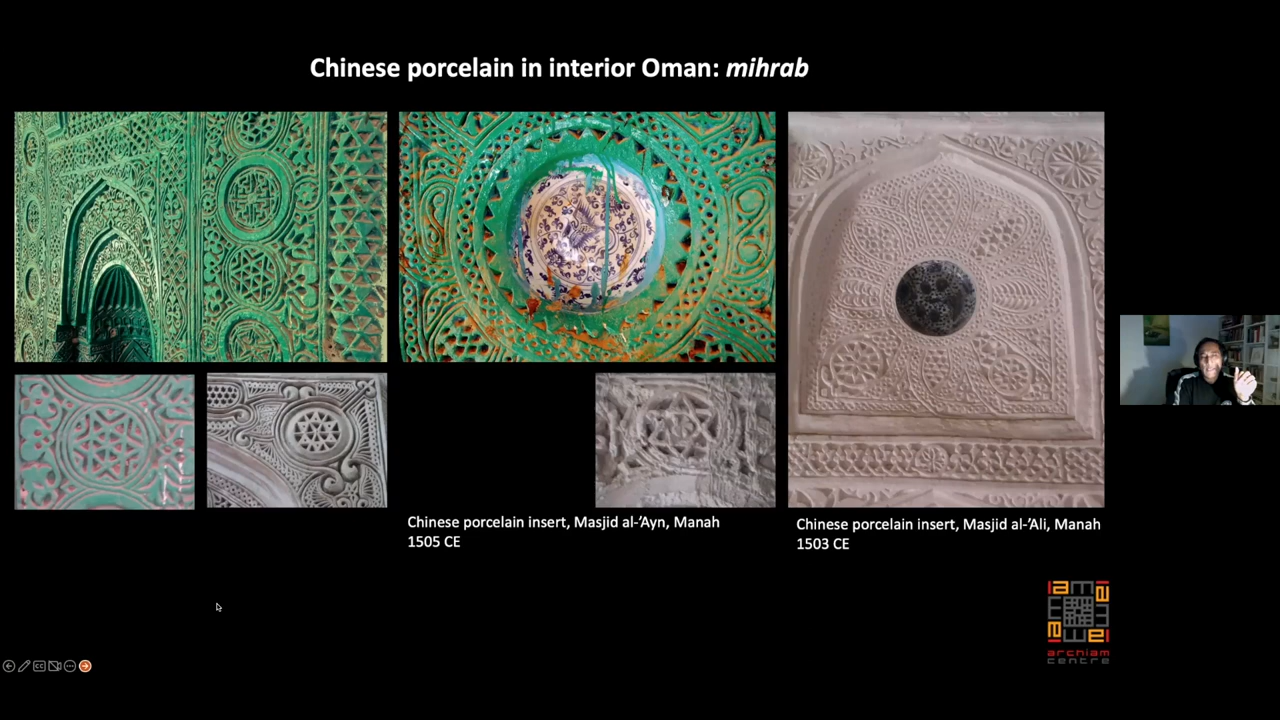 Chinese porcelain in interior Oman: mihrab
Chinese porcelain insert, Masjid al-’Ayn, Manah
1505 CE
Chinese porcelain insert, Masjid al-’Ali, Manah
1503 CE
archiam
centre